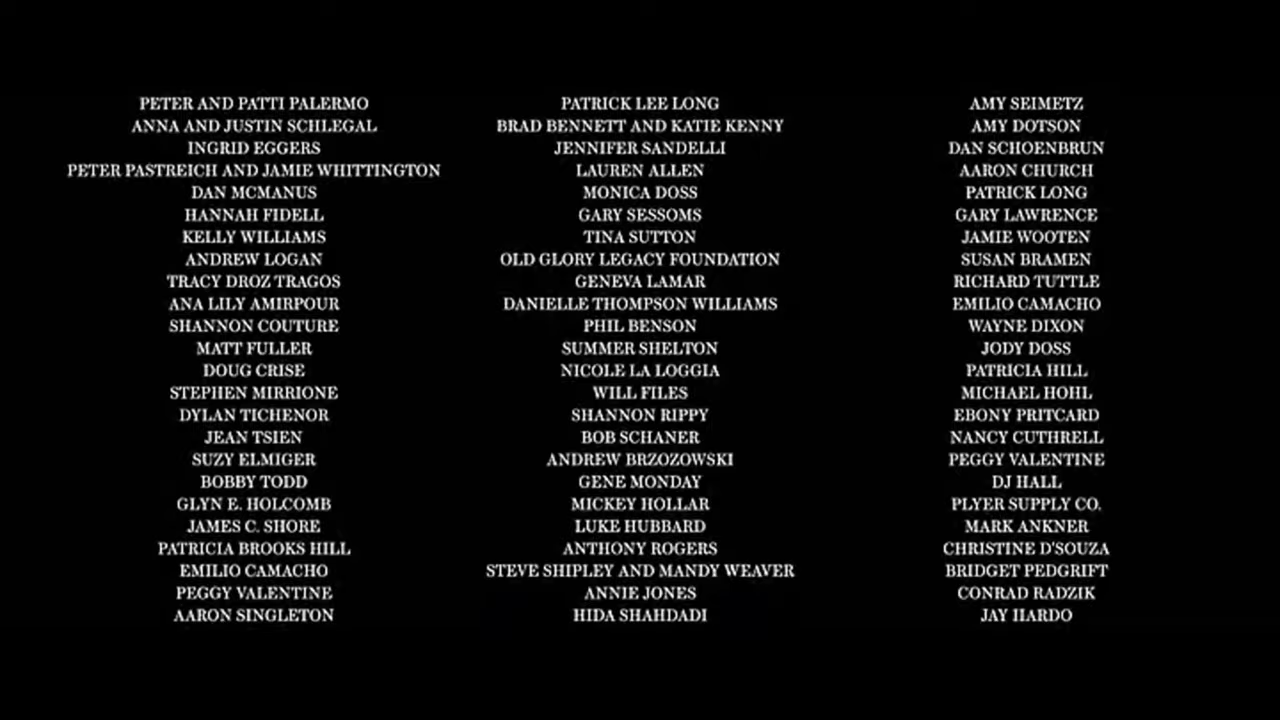 PETER AND PATTI PALERMO
ANNA AND JUSTIN SCHLEGAL
INGRID EGGERS
PETER PASTREICH AND JAMIE WHITTINGTON
DAN MCMANUS
HANNAH FIDELL
KELLY WILLIAMS
ANDREW LOGAN
TRACY DROZ TRAGOS
ANA LILY AMIRPOUR
SHANNON COUTURE
MATT FULLER
DOUG CRISE
STEPHEN MIRRIONE
DYLAN TICHENOR
JEAN TSIEN
SUZY ELMIGER
BOBBY TODD
GLYN E. HOLCOMB
JAMES C. SHORE
PATRICIA BROOKS HILL
EMILIO CAMACHO
PEGGY VALENTINE
AARON SINGLETON
PATRICK LEE LONG
BRAD BENNETT AND KATIE KENNY
JENNIFER SANDELLI
LAUREN ALLEN
MONICA DOSS
GARY SESSOMS
TINA SUTTON
OLD GLORY LEGACY FOUNDATION
GENEVA LAMAR
DANIELLE THOMPSON WILLIAMS
PHIL BENSON
SUMMER SHELTON
NICOLE LA LOGGIA
WILL FILES
SHANNON RIPPY
BOB SCHANER
ANDREW BRZOZOWSKI
GENE MONDAY
MICKEY HOLLAR
LUKE HUBBARD
ANTHONY ROGERS
STEVE SHIPLEY AND MANDY WEAVER
ANNIE JONES
HIDA SHAHDADI
AMY SEIMETZ
AMY DOTSON
DAN SCHOENBRUN
AARON CHURCH
PATRICK LONG
GARY LAWRENCE
JAMIE WOOTEN
SUSAN BRAMEN
RICHARD TUTTLE
EMILIO CAMACHO
WAYNE DIXON
JODY DOSS
PATRICIA HILL
MICHAEL HOHL
EBONY PRITCARD
NANCY CUTHRELL
PEGGY VALENTINE
DJ HALL
PLYER SUPPLY CO.
MARK ANKNER
CHRISTINE D'SOUZA
BRIDGET PEDGRIFT
CONRAD RADZIK
JAY HARDO